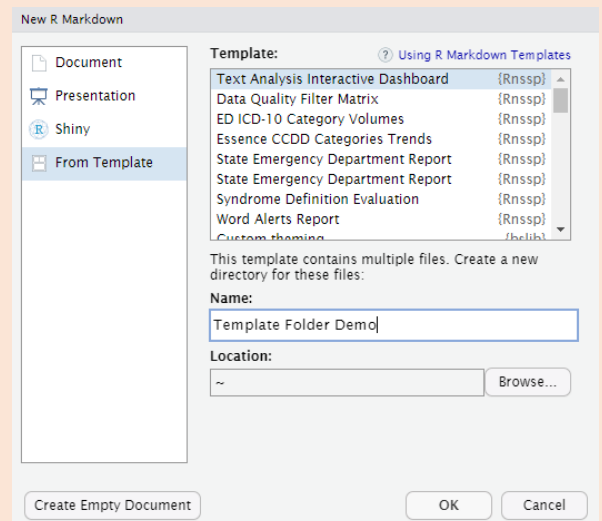 New R Markdown
Document
Presentation
R Shiny
From Template
Template:
? Using R Markdown Templates
Text Analysis Interactive Dashboard {Rnssp}
Data Quality Filter Matrix {Rnssp}
ED ICD-10 Category Volumes {Rnssp}
Essence CCDD Categories Trends {Rnssp}
State Emergency Department Report {Rnssp}
State Emergency Department Report {Rnssp}
Syndrome Definition Evaluation {Rnssp}
Word Alerts Report {Rnssp}
Custom theming {bslib}
This template contains multiple files. Create a new
directory for these files:
Name:
Template Folder Demo
Location:
~
Browse...
Create Empty Document
OK
Cancel